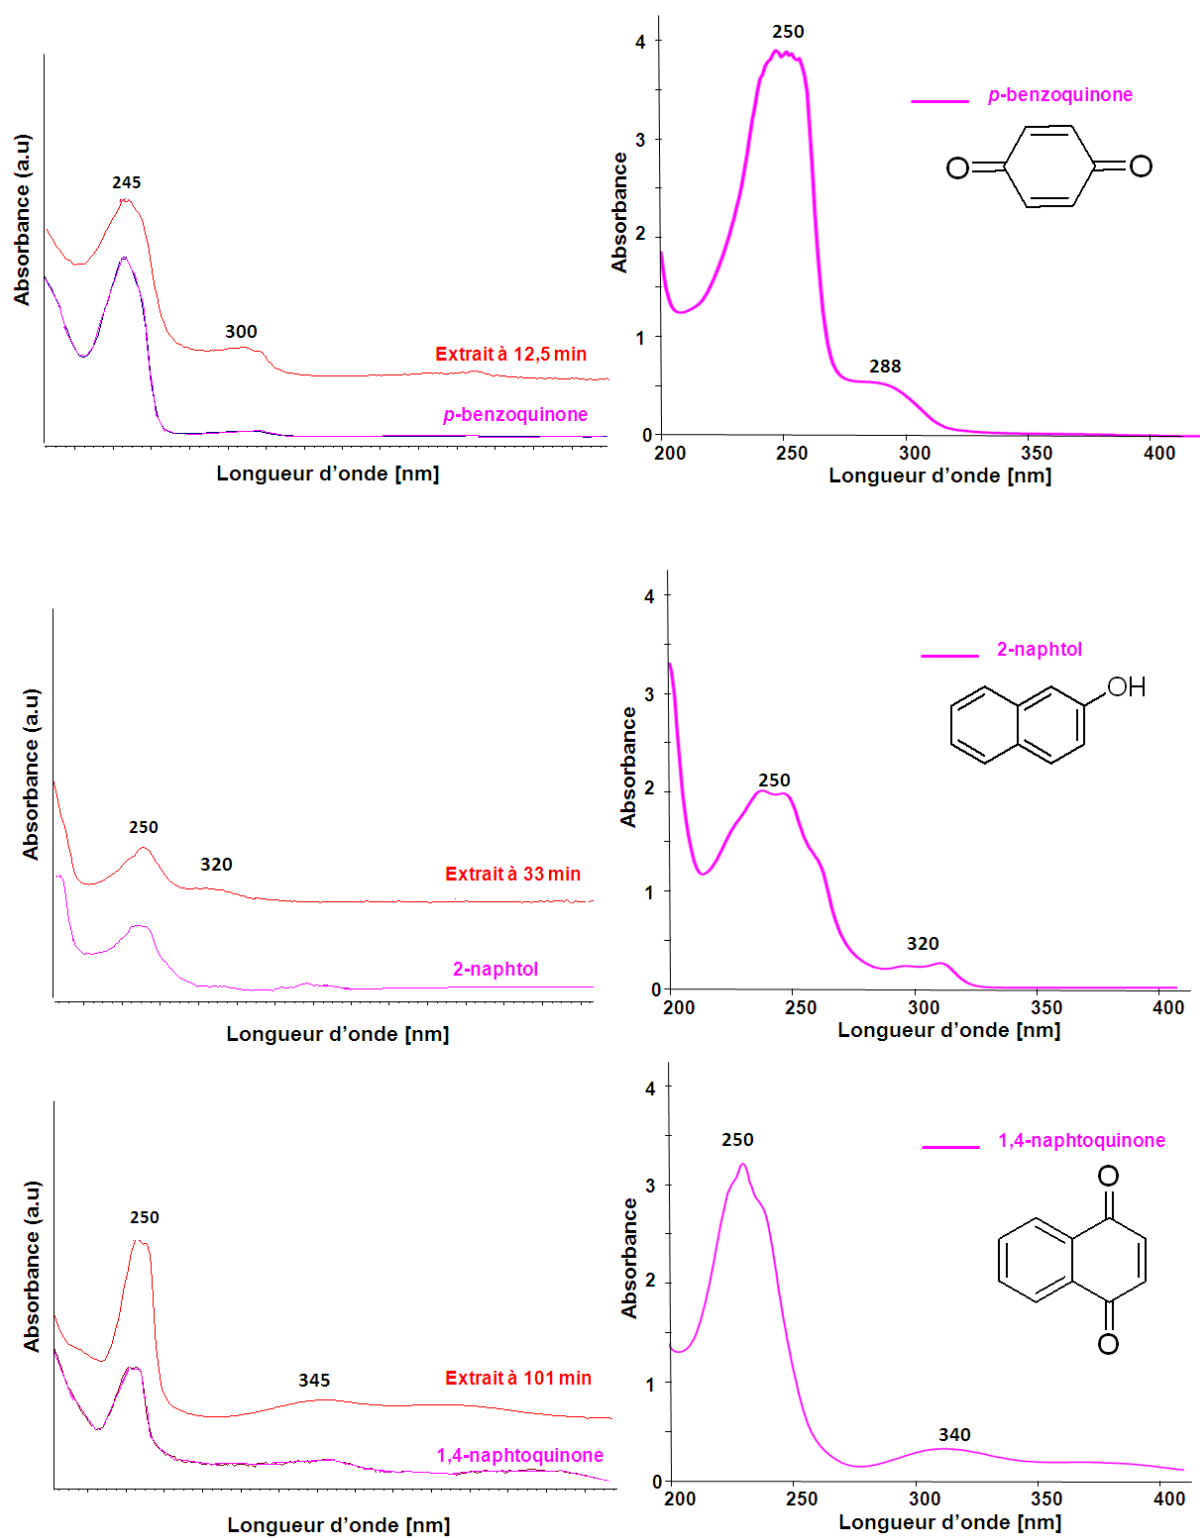 245
300
Extrait à 12,5 min
p-benzoquinone
Absorbance (a.u)
Longueur d’onde [nm]
250
288
p-benzoquinone
O
O
Absorbance
4
3
2
1
0
200
250
300
350
400
Longueur d’onde [nm]
250
320
Extrait à 33 min
2-naphtol
Absorbance (a.u)
Longueur d’onde [nm]
250
320
2-naphtol
OH
Absorbance
4
3
2
1
0
200
250
300
350
400
Longueur d’onde [nm]
250
345
Extrait à 101 min
1,4-naphtoquinone
Absorbance (a.u)
Longueur d’onde [nm]
250
340
1,4-naphtoquinone
O
O
Absorbance
4
3
2
1
0
200
250
300
350
400
Longueur d’onde [nm]